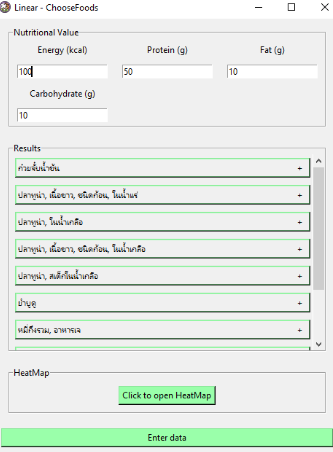 Linear - ChooseFoods
Nutritional Value
Energy (kcal) Protein (g) Fat (g)
100 50 10
Carbohydrate (g)
10
Results
ก๋วยจั๊บน้ำข้น +
ปลาทูน่า, เนื้อขาว, ชนิดก้อน, ในน้ำแร่ +
ปลาทูน่า, ในน้ำเกลือ +
ปลาทูน่า, เนื้อขาว, ชนิดก้อน, ในน้ำเกลือ +
ปลาทูน่า, สเต็กในน้ำเกลือ +
ยำบูดู +
หมี่กึงรวม, อาหารเจ +
HeatMap
Click to open HeatMap
Enter data